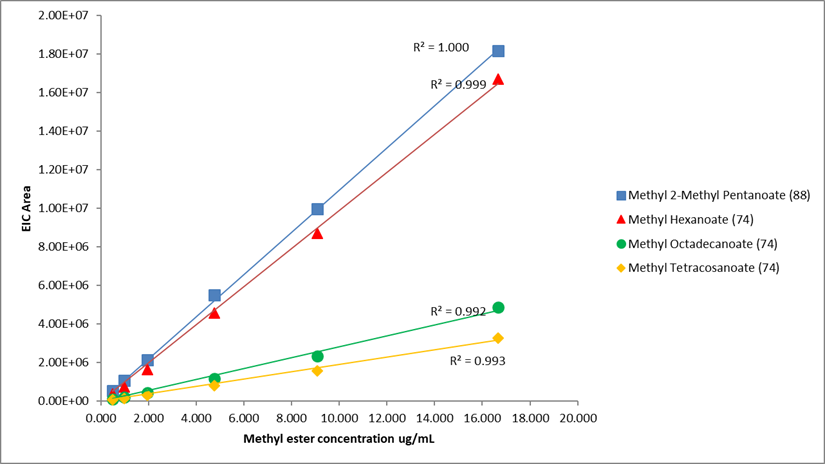 2.00E+07
1.80E+07
1.60E+07
1.40E+07
1.20E+07
1.00E+07
8.00E+06
6.00E+06
4.00E+06
2.00E+06
0.00E+00
EIC Area
R² = 1.000
R² = 0.999
R² = 0.992
R² = 0.993
0.000 2.000 4.000 6.000 8.000 10.000 12.000 14.000 16.000 18.000 20.000
Methyl ester concentration ug/mL
Methyl 2-Methyl Pentanoate (88)
Methyl Hexanoate (74)
Methyl Octadecanoate (74)
Methyl Tetracosanoate (74)